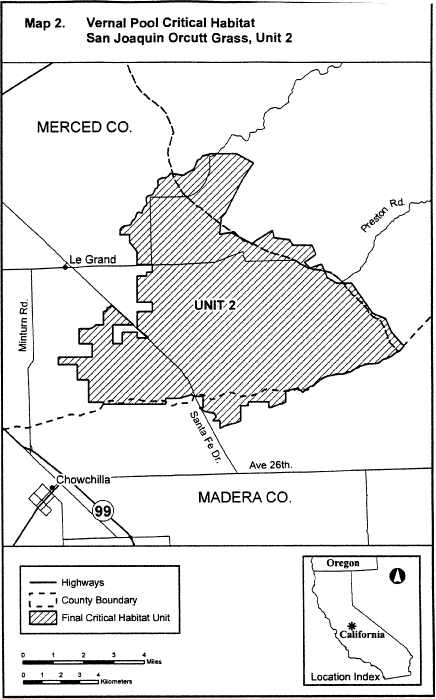 Map 2. Vernal Pool Critical Habitat
San Joaquin Orcutt Grass, Unit 2
MERCED CO.
Preston Rd.
Le Grand
UNIT 2
Minturn Rd.
Santa Fe Dr.
Ave 26th.
Chowchilla
MADERA CO.
99
Highways
County Boundary
Final Critical Habitat Unit
0 1 2 3 4
Miles
0 1 2 3 4
Kilometers
Oregon
California
Location Index